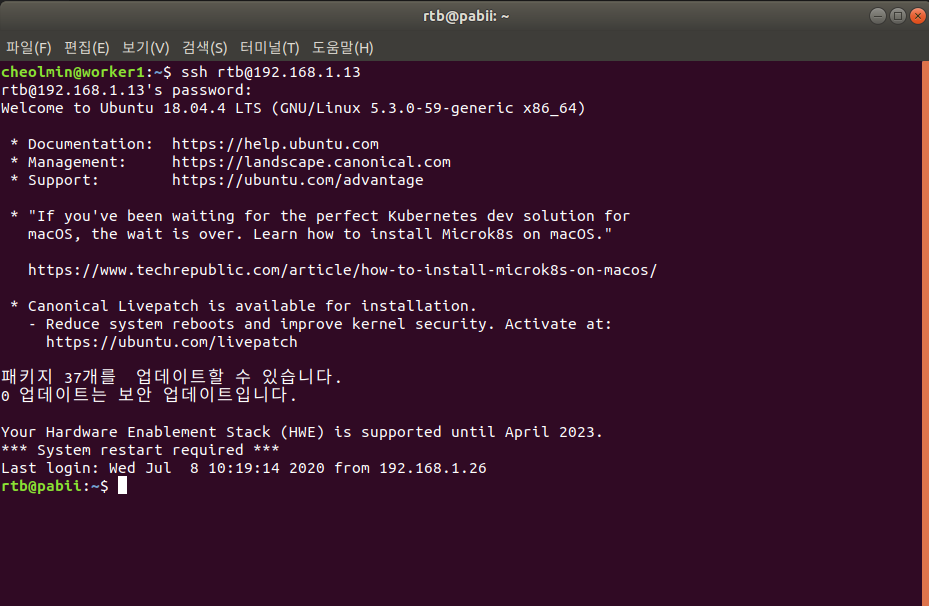 rtb@pabii: ~
파일(F) 편집(E) 보기(V) 검색(S) 터미널(T) 도움말(H)
cheolmin@worker1:~$ ssh rtb@192.168.1.13
rtb@192.168.1.13's password:
Welcome to Ubuntu 18.04.4 LTS (GNU/Linux 5.3.0-59-generic x86_64)
* Documentation:  https://help.ubuntu.com
* Management:     https://landscape.canonical.com
* Support:        https://ubuntu.com/advantage
* "If you've been waiting for the perfect Kubernetes dev solution for
macOS, the wait is over. Learn how to install Microk8s on macOS."
https://www.techrepublic.com/article/how-to-install-microk8s-on-macos/
* Canonical Livepatch is available for installation.
- Reduce system reboots and improve kernel security. Activate at:
https://ubuntu.com/livepatch
패키지 37개를  업데이트할 수 있습니다.
0 업데이트는 보안 업데이트입니다.
Your Hardware Enablement Stack (HWE) is supported until April 2023.
*** System restart required ***
Last login: Wed Jul  8 10:19:14 2020 from 192.168.1.26
rtb@pabii:~$